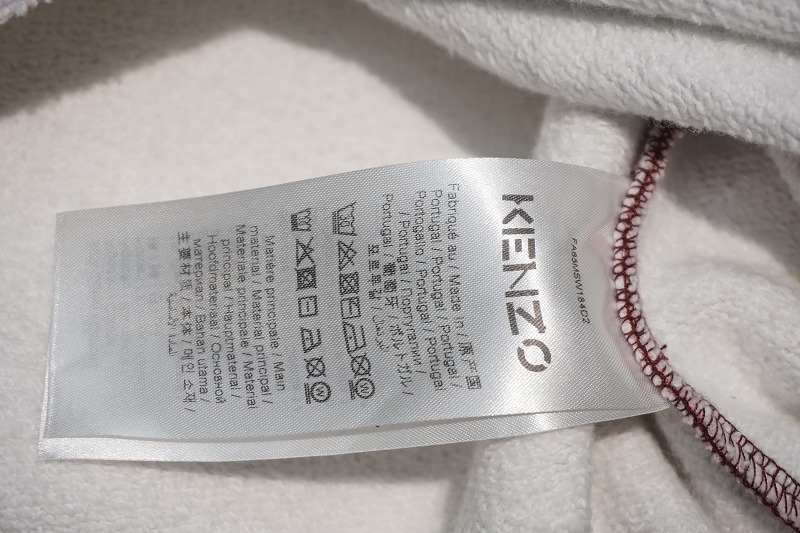 FA65MSW184D2
KENZO
Fabriqué au / Made in / 原产国
Portugal / Portugal / Portugal /
Portogallo / Portugal / Portugal
/ Portugal / Португалии /
Portugal / 葡萄牙 / ポルトガル /
포르투갈 / البرتغال
Matière principale / Main
material / Material principal /
Materiale principale / Material
principal / Hauptmaterial /
Hoofdmateriaal / Основной
материал / Bahan utama /
主要材质 / 本体 / 메인 소재 /